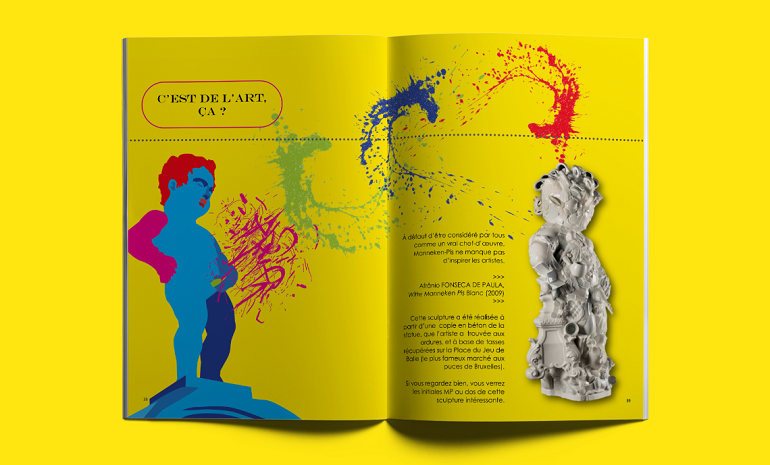 C'EST DE L'ART,
ÇA ?
A défaut d'être considéré par tous
comme un vrai chef-d'œuvre,
Manneken-Pis ne manque pas
d'inspirer les artistes.
>>>
Afrânio FONSECA DE PAULA,
Witte Manneken Pis Blanc (2009)
>>>
Cette sculpture a été réalisée à
partir d'une copie en béton de la
statue, que l'artiste a trouvée aux
ordures, et à base de tasses
récupérées sur la Place du Jeu de
Balle (le plus fameux marché aux
puces de Bruxelles).
Si vous regardez bien, vous verrez
les initiales MP au dos de cette
sculpture intéressante.